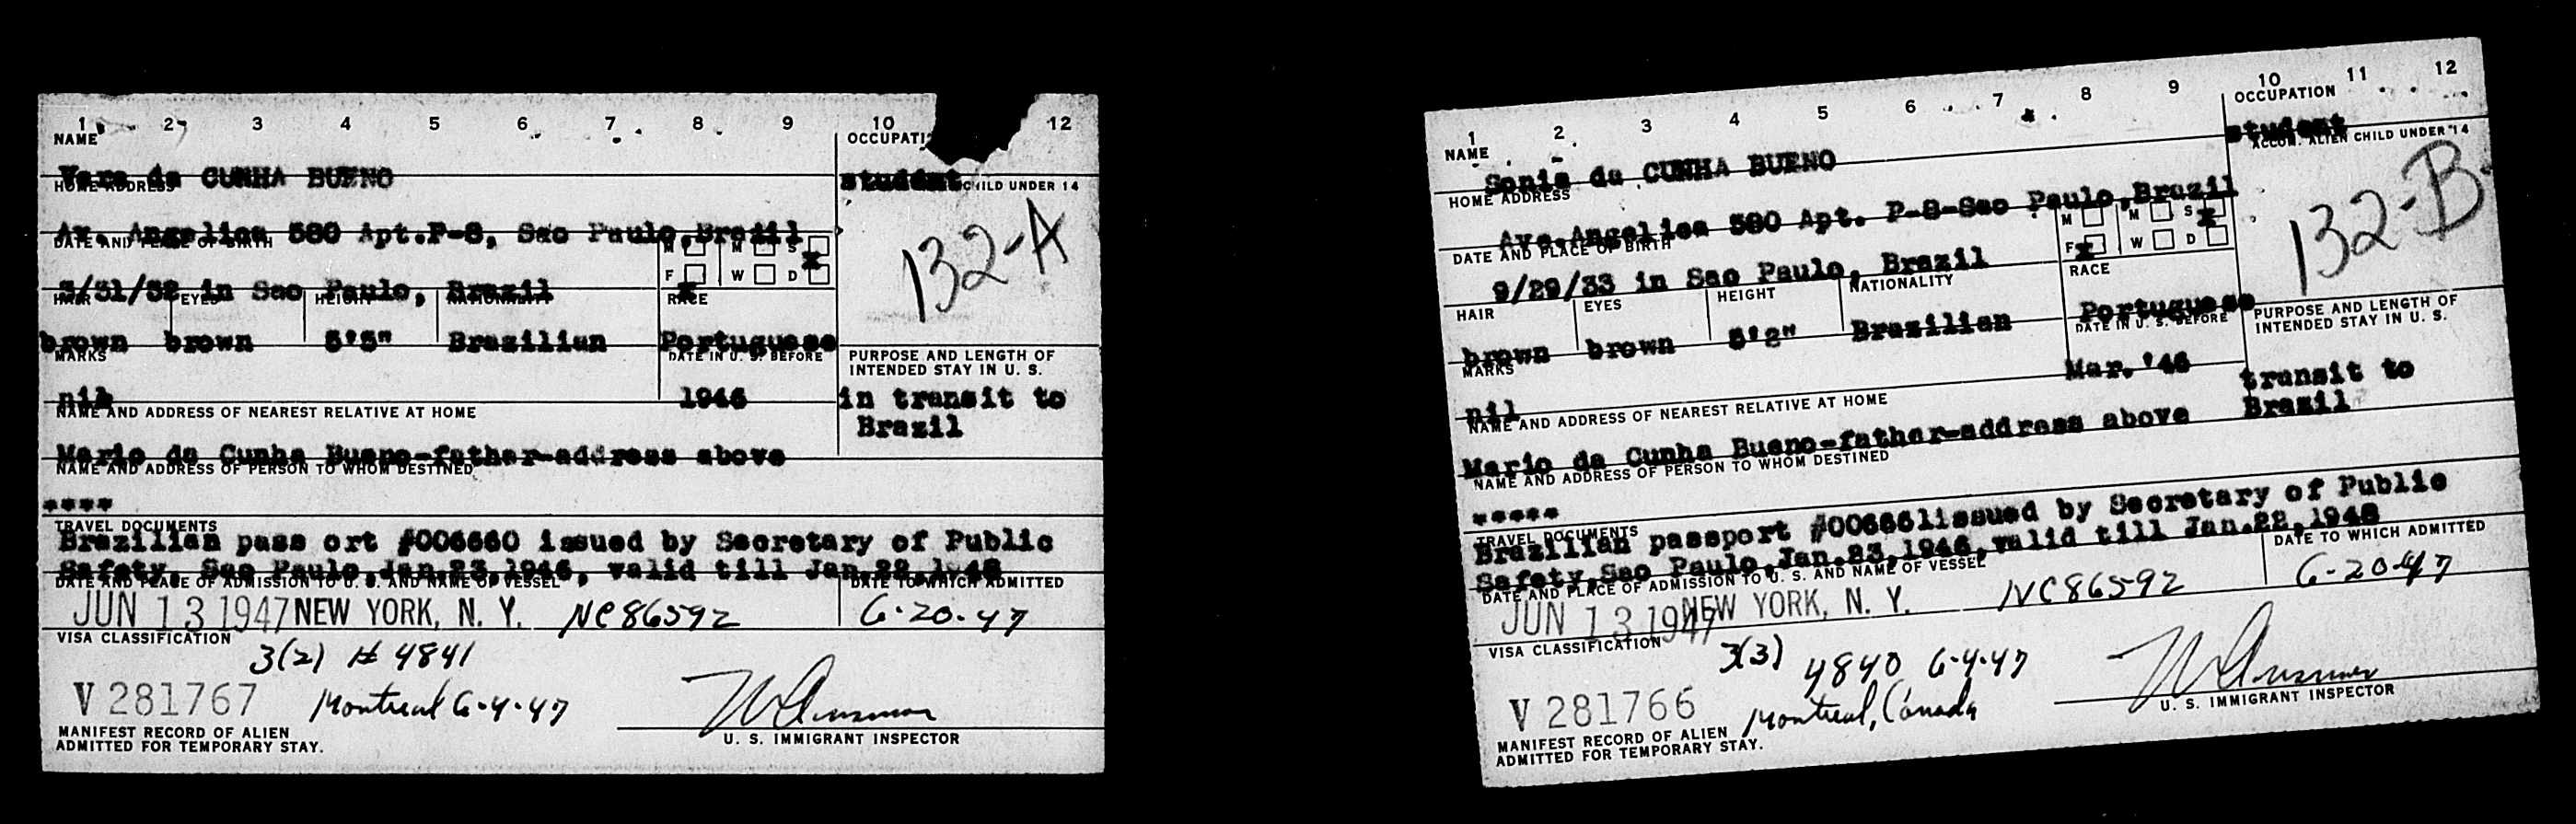 1 2 3 4 5 6 7 8 9 10 12
NAME OCCUPATI
Vera da CUNHA BUENO student
HOME ADDRESS CHILD UNDER 14
Av. Angelica 580 Apt.P-8, Sao Paulo,Brazil
DATE AND PLACE OF BIRTH M M S
132-A
3/31/32 in Sao Paulo, Brazil F x W D x
HAIR EYES HEIGHT NATIONALITY RACE
brown brown 5'5" Brazilian Portuguese
MARKS DATE IN U. S. BEFORE PURPOSE AND LENGTH OF
INTENDED STAY IN U. S.
nil 1946 in transit to
NAME AND ADDRESS OF NEAREST RELATIVE AT HOME
Brazil
Mario da Cunha Bueno-father-address above
NAME AND ADDRESS OF PERSON TO WHOM DESTINED
****
TRAVEL DOCUMENTS
Brazilian pass ort #006660 issued by Secretary of Public
Safety, Sao Paulo,Jan.23,1946, valid till Jan.22,1948
DATE AND PLACE OF ADMISSION TO U. S. AND NAME OF VESSEL DATE TO WHICH ADMITTED
JUN 13 1947 NEW YORK, N. Y. NC86592 6-20-47
VISA CLASSIFICATION
3(2) # 4841
V 281767 Montreal 6-4-47
MANIFEST RECORD OF ALIEN
ADMITTED FOR TEMPORARY STAY.
U. S. IMMIGRANT INSPECTOR
1 2 3 4 5 6 7 8 9 10 11 12
NAME OCCUPATION
Sonia da CUNHA BUENO student
HOME ADDRESS ACCOM. ALIEN CHILD UNDER 14
Ave.Angelica 580 Apt. P-8-Sao Paulo,Brazil
DATE AND PLACE OF BIRTH M M S x
132-B
9/29/33 in Sao Paulo, Brazil F x W D
HAIR EYES HEIGHT NATIONALITY RACE
brown brown 5'2" Brazilian Portuguese
MARKS DATE IN U. S. BEFORE PURPOSE AND LENGTH OF
INTENDED STAY IN U. S.
nil Mar. '46 transit to
NAME AND ADDRESS OF NEAREST RELATIVE AT HOME
Brazil
Mario da Cunha Bueno-father-address above
NAME AND ADDRESS OF PERSON TO WHOM DESTINED
*****
TRAVEL DOCUMENTS
Brazilian passport #006661issued by Secretary of Public
Safety,Sao Paulo,Jan.23,1946,valid till Jan.22,1948
DATE AND PLACE OF ADMISSION TO U. S. AND NAME OF VESSEL DATE TO WHICH ADMITTED
JUN 13 1947 NEW YORK, N. Y. NC86592 6-20-47
VISA CLASSIFICATION
3(3) 4840 6-4-47
V 281766 Montreal, Canada
MANIFEST RECORD OF ALIEN
ADMITTED FOR TEMPORARY STAY.
U. S. IMMIGRANT INSPECTOR